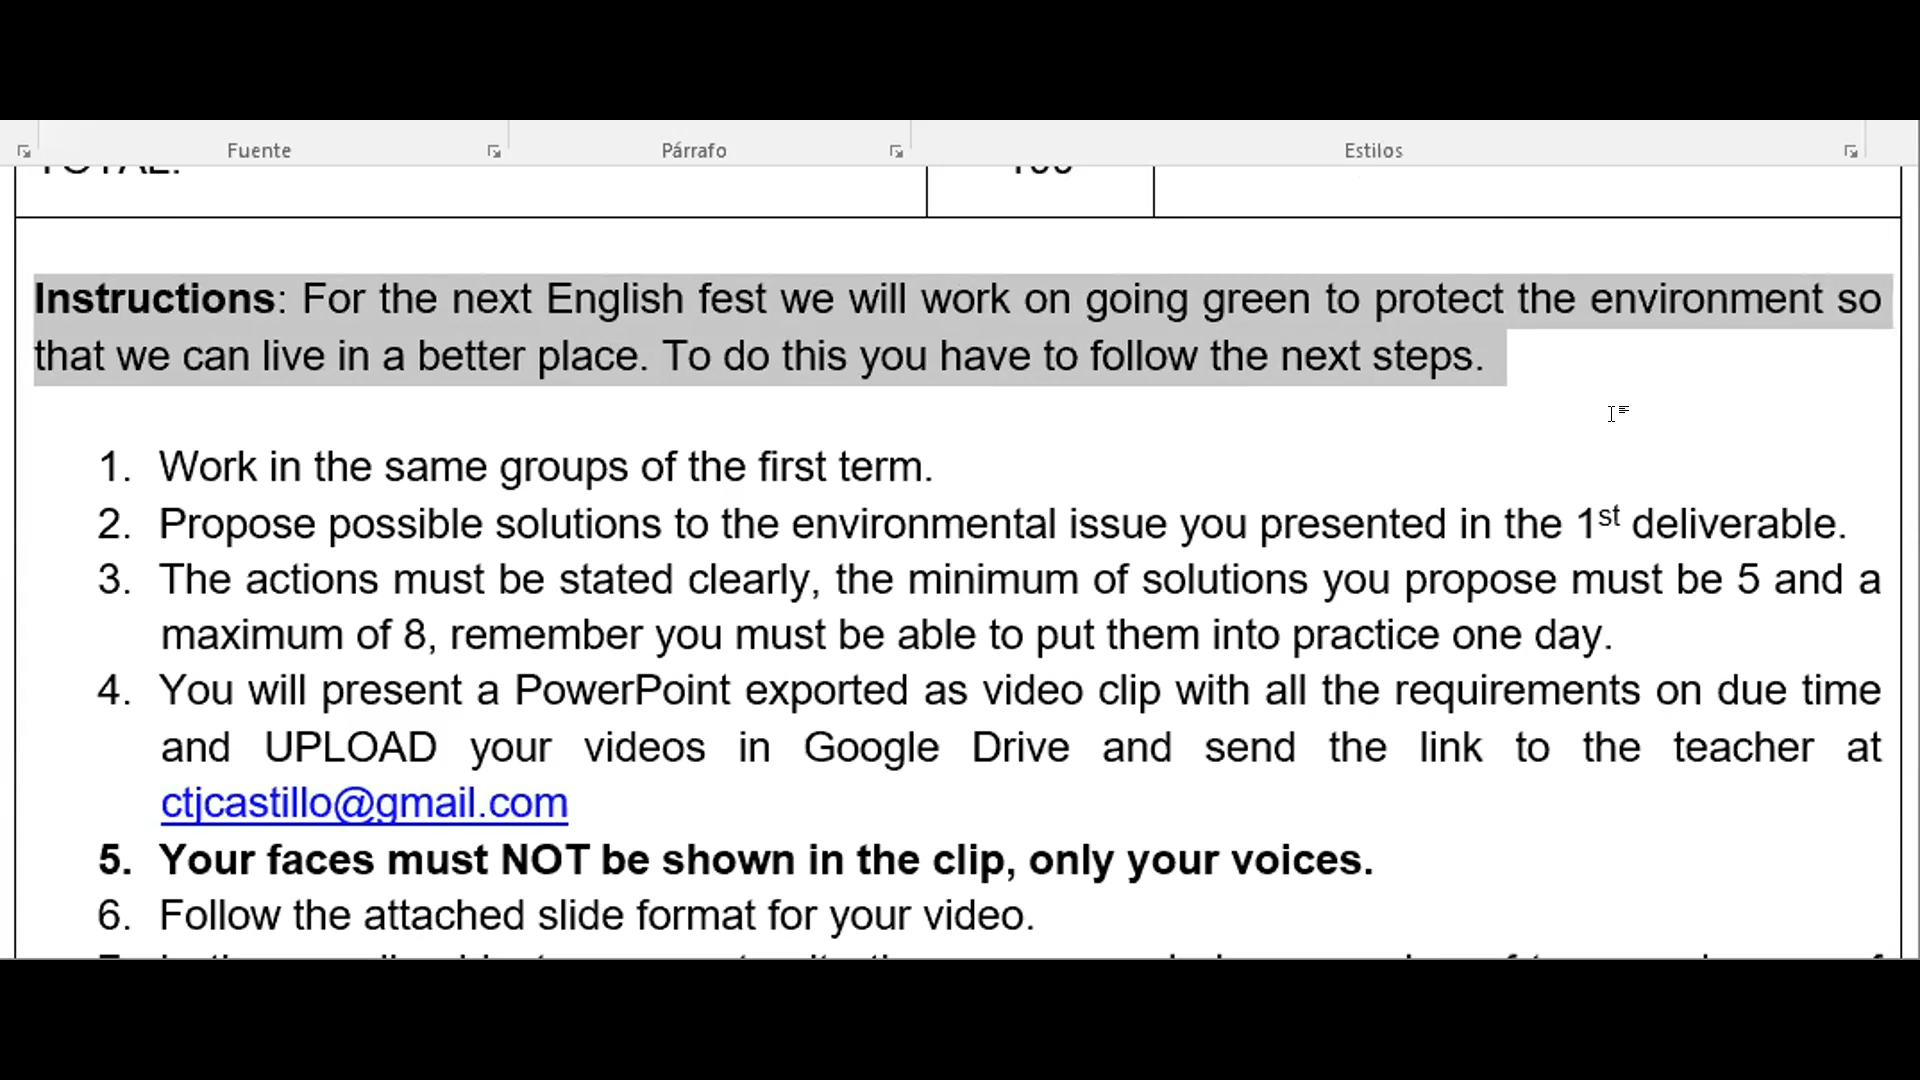 Fuente Párrafo Estilos
TOTAL: 100
Instructions: For the next English fest we will work on going green to protect the environment so
that we can live in a better place. To do this you have to follow the next steps.
1. Work in the same groups of the first term.
2. Propose possible solutions to the environmental issue you presented in the 1st deliverable.
3. The actions must be stated clearly, the minimum of solutions you propose must be 5 and a
maximum of 8, remember you must be able to put them into practice one day.
4. You will present a PowerPoint exported as video clip with all the requirements on due time
and UPLOAD your videos in Google Drive and send the link to the teacher at
ctjcastillo@gmail.com
5. Your faces must NOT be shown in the clip, only your voices.
6. Follow the attached slide format for your video.